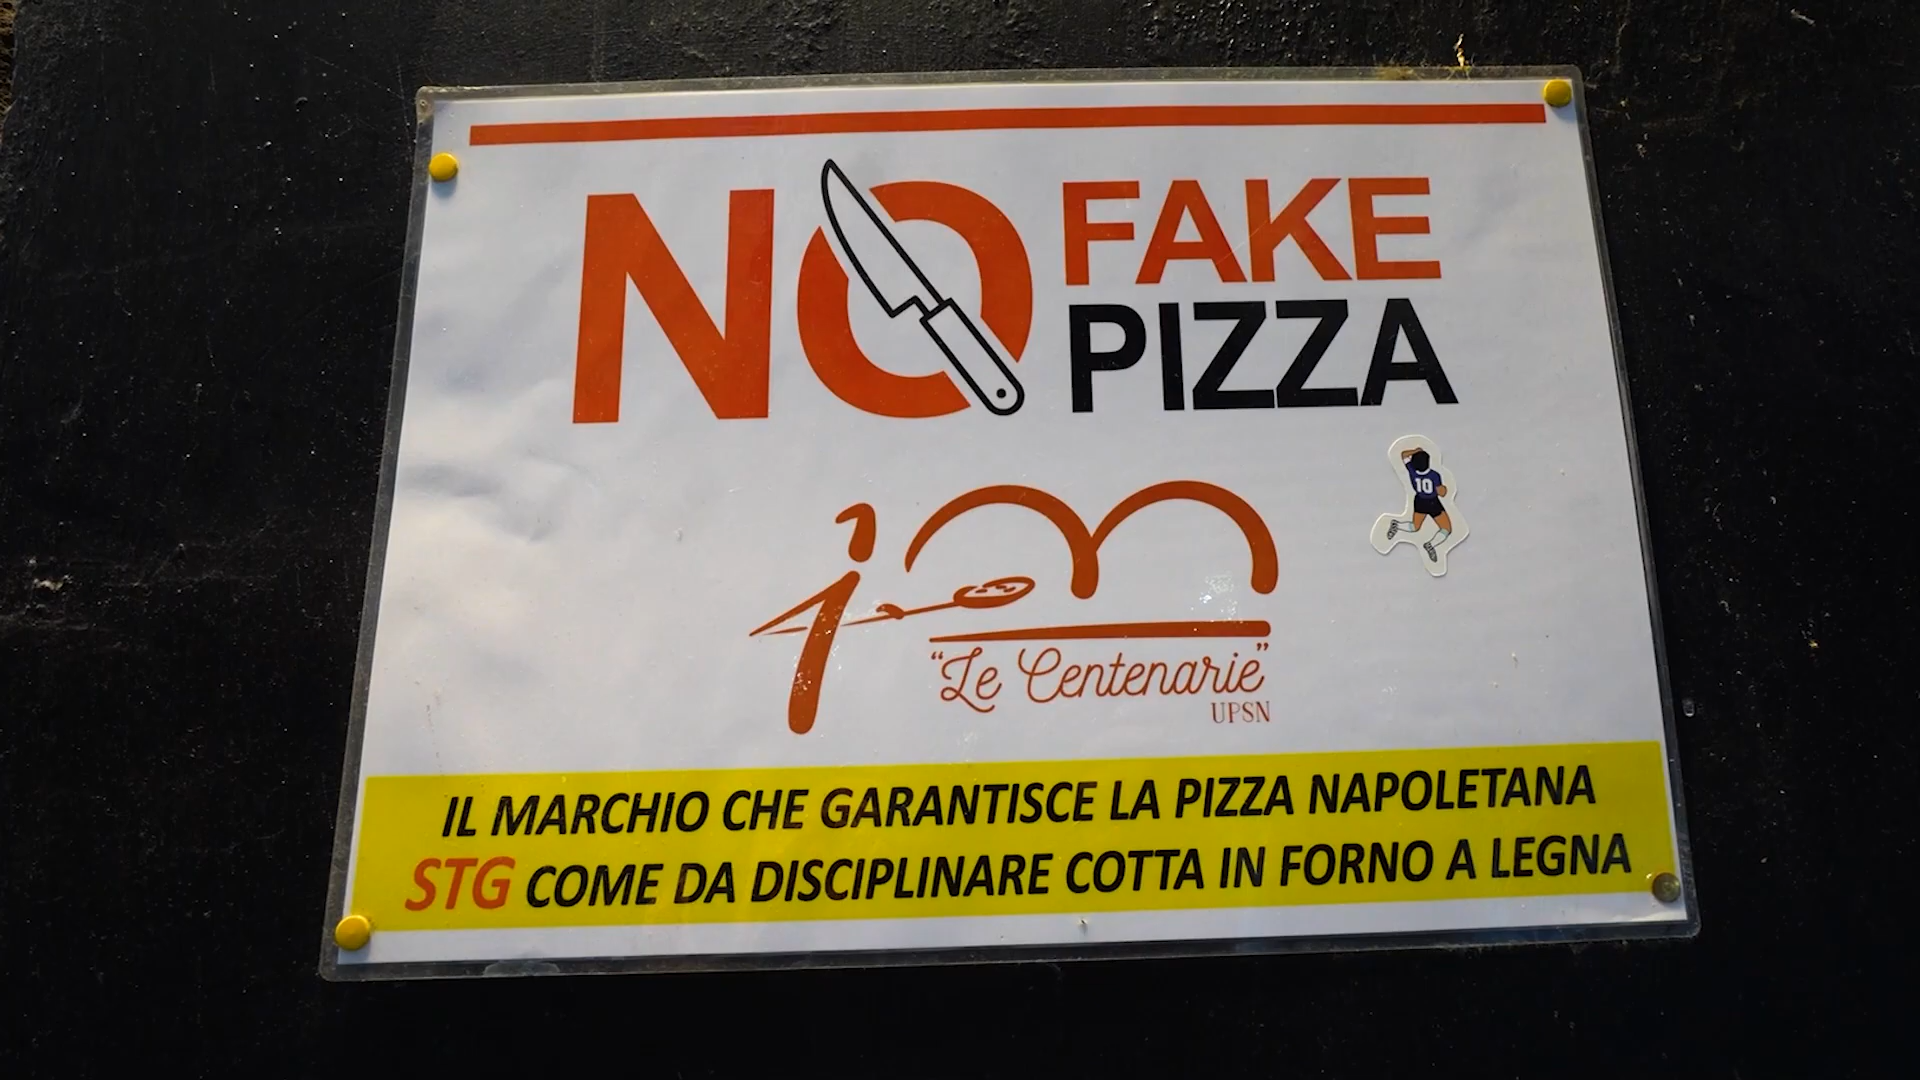 NO FAKE
PIZZA
10
"Le Centenarie"
UPSN
IL MARCHIO CHE GARANTISCE LA PIZZA NAPOLETANA
STG COME DA DISCIPLINARE COTTA IN FORNO A LEGNA